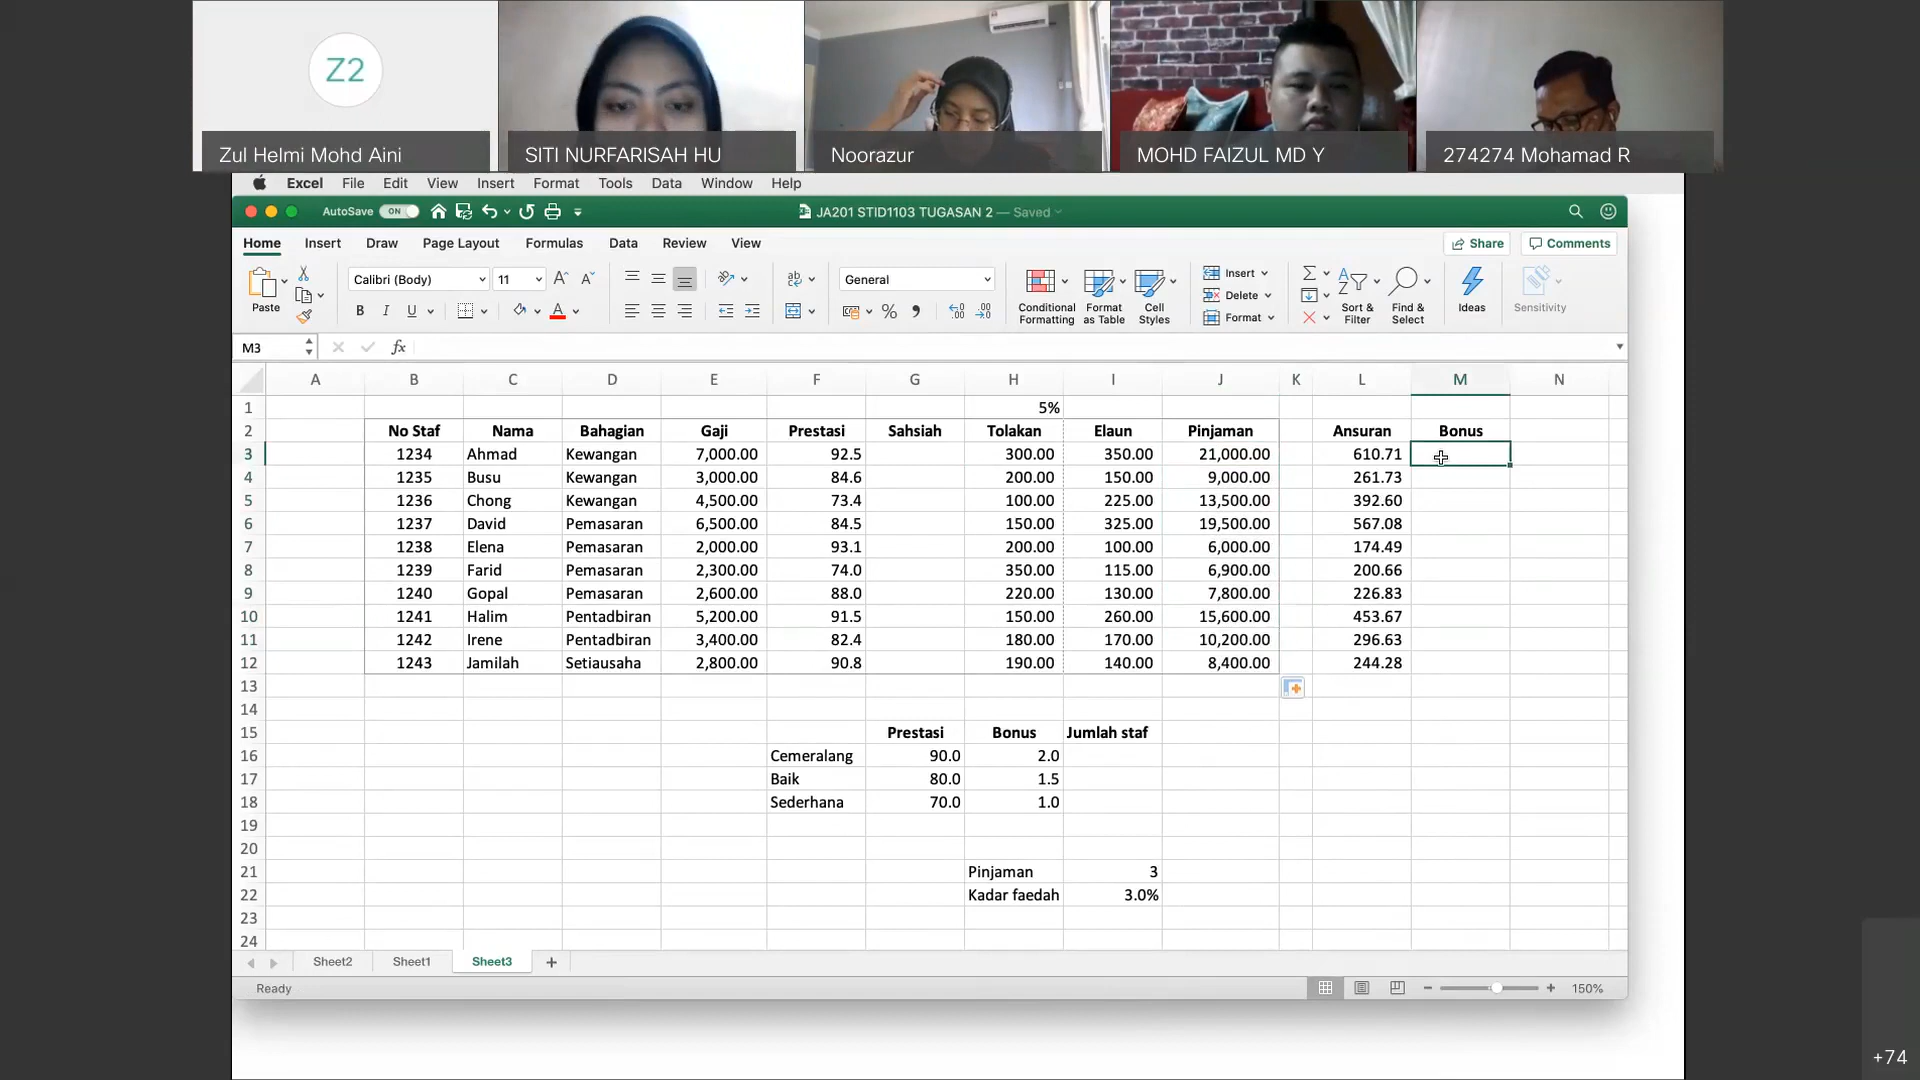 Z2
Zul Helmi Mohd Aini
SITI NURFARISAH HU
Noorazur
MOHD FAIZUL MD Y
274274 Mohamad R
Excel File Edit View Insert Format Tools Data Window Help
AutoSave ON
JA201 STID1103 TUGASAN 2 — Saved
Home Insert Draw Page Layout Formulas Data Review View
Share Comments
Paste
Calibri (Body) 11
B I U
General
Conditional Formatting
Format as Table
Cell Styles
Insert
Delete
Format
Sort & Filter
Find & Select
Ideas
Sensitivity
M3 fx
A B C D E F G H I J K L M N
1 5%
2 No Staf Nama Bahagian Gaji Prestasi Sahsiah Tolakan Elaun Pinjaman Ansuran Bonus
3 1234 Ahmad Kewangan 7,000.00 92.5 300.00 350.00 21,000.00 610.71
4 1235 Busu Kewangan 3,000.00 84.6 200.00 150.00 9,000.00 261.73
5 1236 Chong Kewangan 4,500.00 73.4 100.00 225.00 13,500.00 392.60
6 1237 David Pemasaran 6,500.00 84.5 150.00 325.00 19,500.00 567.08
7 1238 Elena Pemasaran 2,000.00 93.1 200.00 100.00 6,000.00 174.49
8 1239 Farid Pemasaran 2,300.00 74.0 350.00 115.00 6,900.00 200.66
9 1240 Gopal Pemasaran 2,600.00 88.0 220.00 130.00 7,800.00 226.83
10 1241 Halim Pentadbiran 5,200.00 91.5 150.00 260.00 15,600.00 453.67
11 1242 Irene Pentadbiran 3,400.00 82.4 180.00 170.00 10,200.00 296.63
12 1243 Jamilah Setiausaha 2,800.00 90.8 190.00 140.00 8,400.00 244.28
13
14
15 Prestasi Bonus Jumlah staf
16 Cemeralang 90.0 2.0
17 Baik 80.0 1.5
18 Sederhana 70.0 1.0
19
20
21 Pinjaman 3
22 Kadar faedah 3.0%
23
24
Sheet2 Sheet1 Sheet3
Ready 150%
+74